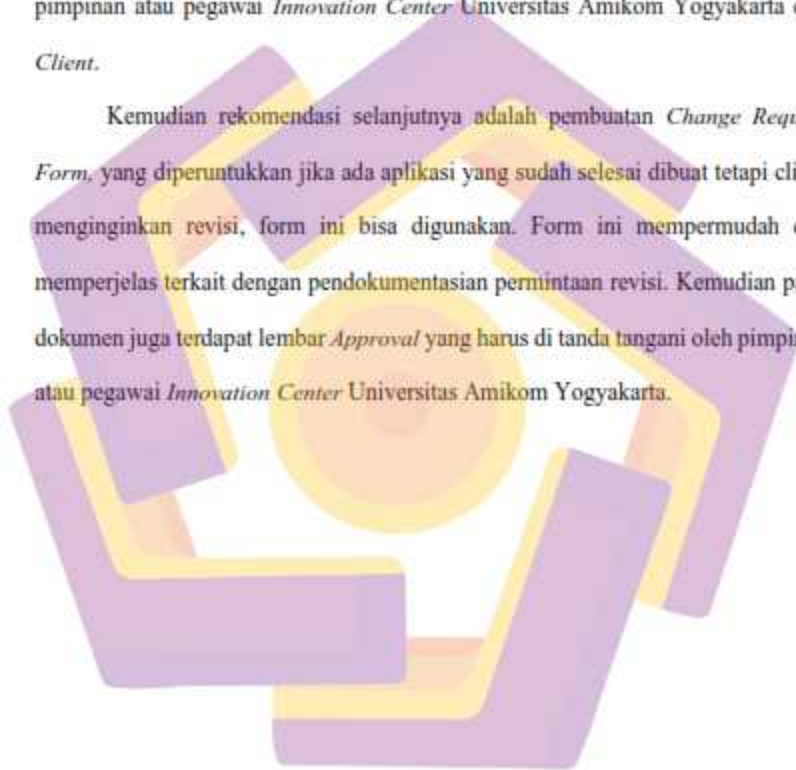 pimpinan atau pegawai Innovation Center Universitas Amikom Yogyakarta
Client.
Kemudian rekomendasi selanjutnya adalah pembuatan Change Requ
Form, yang diperuntukkan jika ada aplikasi yang sudah selesai dibuat tetapi cli
menginginkan revisi, form ini bisa digunakan. Form ini mempermudah
memperjelas terkait dengan pendokumentasian permintaan revisi. Kemudian p
dokumen juga terdapat lembar Approval yang harus di tanda tangani oleh pimpi
atau pegawai Innovation Center Universitas Amikom Yogyakarta.